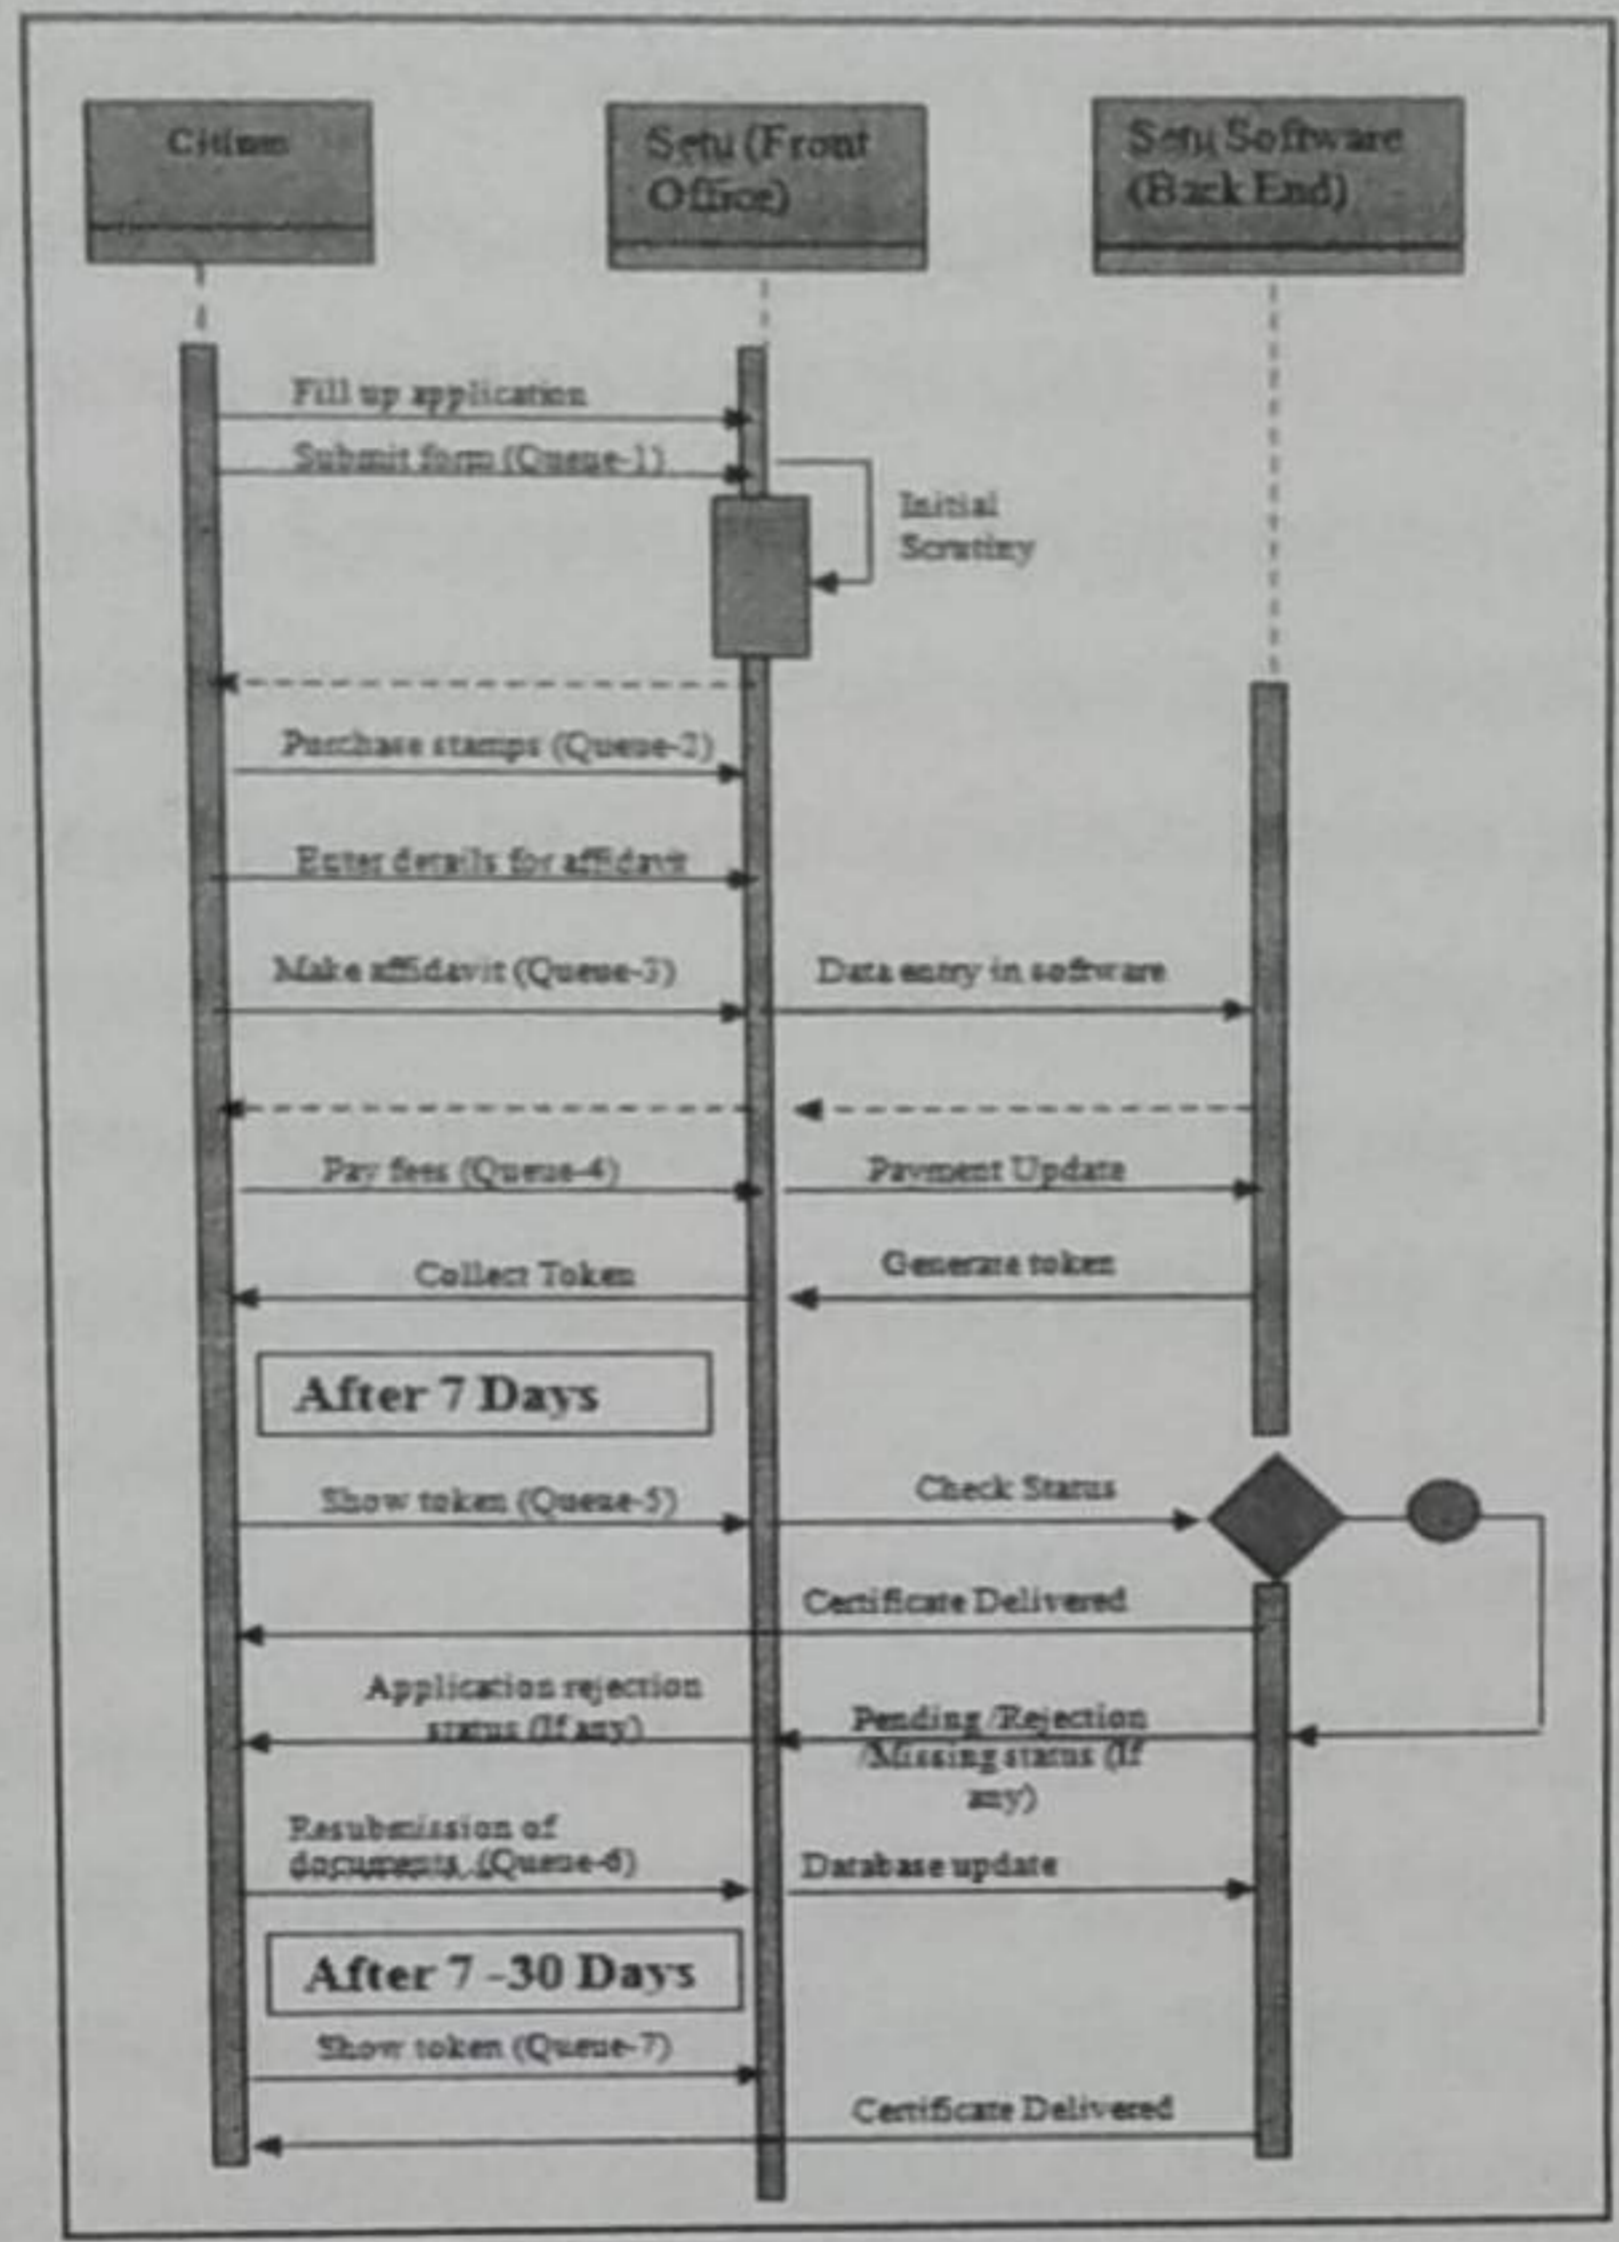 Citizen
Setu (Front
Office)
Setu Software
(Back End)
Fill up application
Submit form (Queue-1)
Initial
Scrutiny
Purchase stamps (Queue-2)
Enter details for affidavit
Make affidavit (Queue-3)
Data entry in software
Pay fees (Queue-4)
Payment Update
Collect Token
Generate token
After 7 Days
Show token (Queue-5)
Check Status
Certificate Delivered
Application rejection
status (If any)
Pending /Rejection
/Missing status (If
any)
Resubmission of
documents. (Queue-6)
Database update
After 7 -30 Days
Show token (Queue-7)
Certificate Delivered